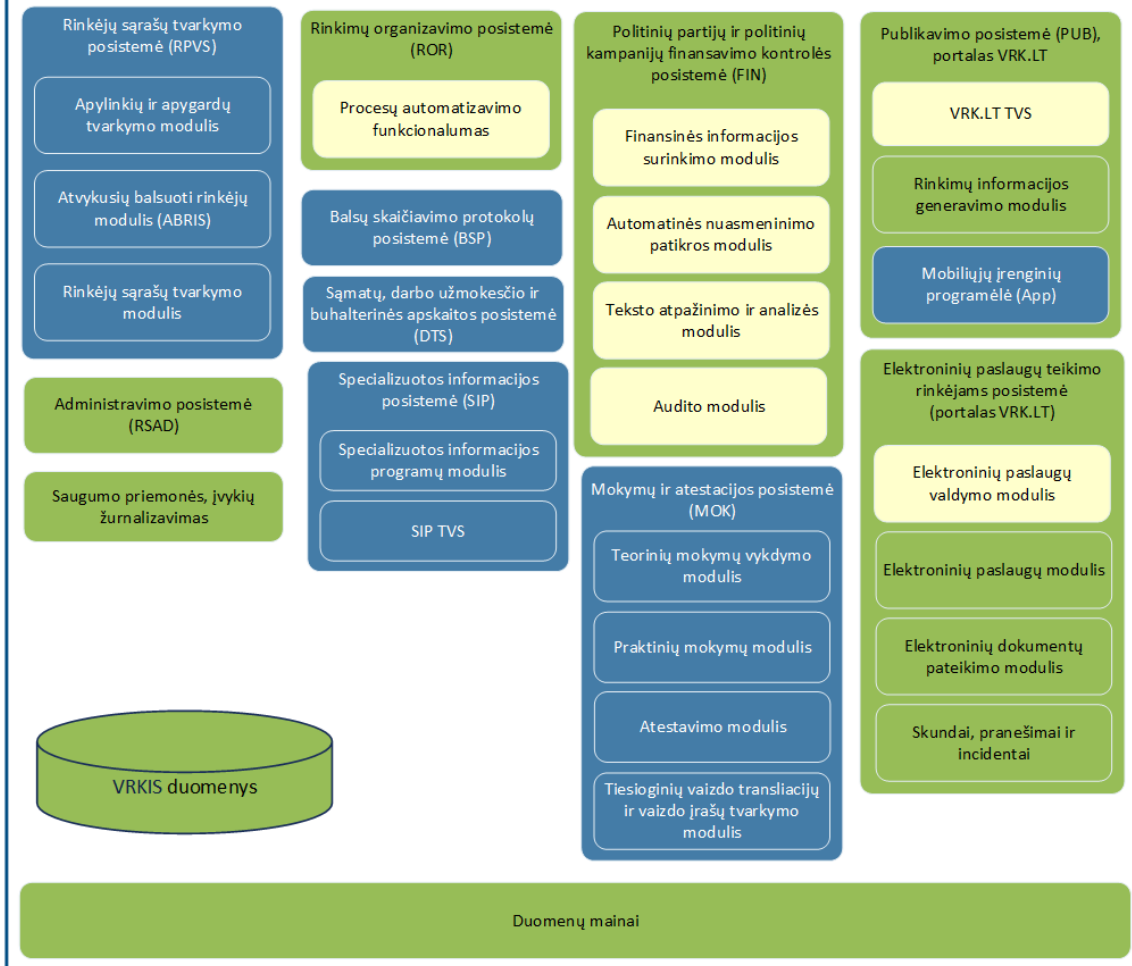 Rinkėjų sąrašų tvarkymo
posistemė (RPVS)
Apylinkių ir apygardų
tvarkymo modulis
Atvykusių balsuoti rinkėjų
modulis (ABRIS)
Rinkėjų sąrašų tvarkymo
modulis
Administravimo posistemė
(RSAD)
Saugumo priemonės, įvykių
žurnalizavimas
VRKIS duomenys
Rinkimų organizavimo posistemė
(ROR)
Procesų automatizavimo
funkcionalumas
Balsų skaičiavimo protokolų
posistemė (BSP)
Sąmatų, darbo užmokesčio ir
buhalterinės apskaitos posistemė
(DTS)
Specializuotos informacijos
posistemė (SIP)
Specializuotos informacijos
programų modulis
SIP TVS
Politinių partijų ir politinių
kampanijų finansavimo kontrolės
posistemė (FIN)
Finansinės informacijos
surinkimo modulis
Automatinės nuasmeninimo
patikros modulis
Teksto atpažinimo ir analizės
modulis
Audito modulis
Mokymų ir atestacijos posistemė
(MOK)
Teorinių mokymų vykdymo
modulis
Praktinių mokymų modulis
Atestavimo modulis
Tiesioginių vaizdo transliacijų
ir vaizdo įrašų tvarkymo
modulis
Publikavimo posistemė (PUB),
portalas VRK.LT
VRK.LT TVS
Rinkimų informacijos
generavimo modulis
Mobiliųjų įrenginių
programėlė (App)
Elektroninių paslaugų teikimo
rinkėjams posistemė
(portalas VRK.LT)
Elektroninių paslaugų
valdymo modulis
Elektroninių paslaugų modulis
Elektroninių dokumentų
pateikimo modulis
Skundai, pranešimai ir
incidentai
Duomenų mainai